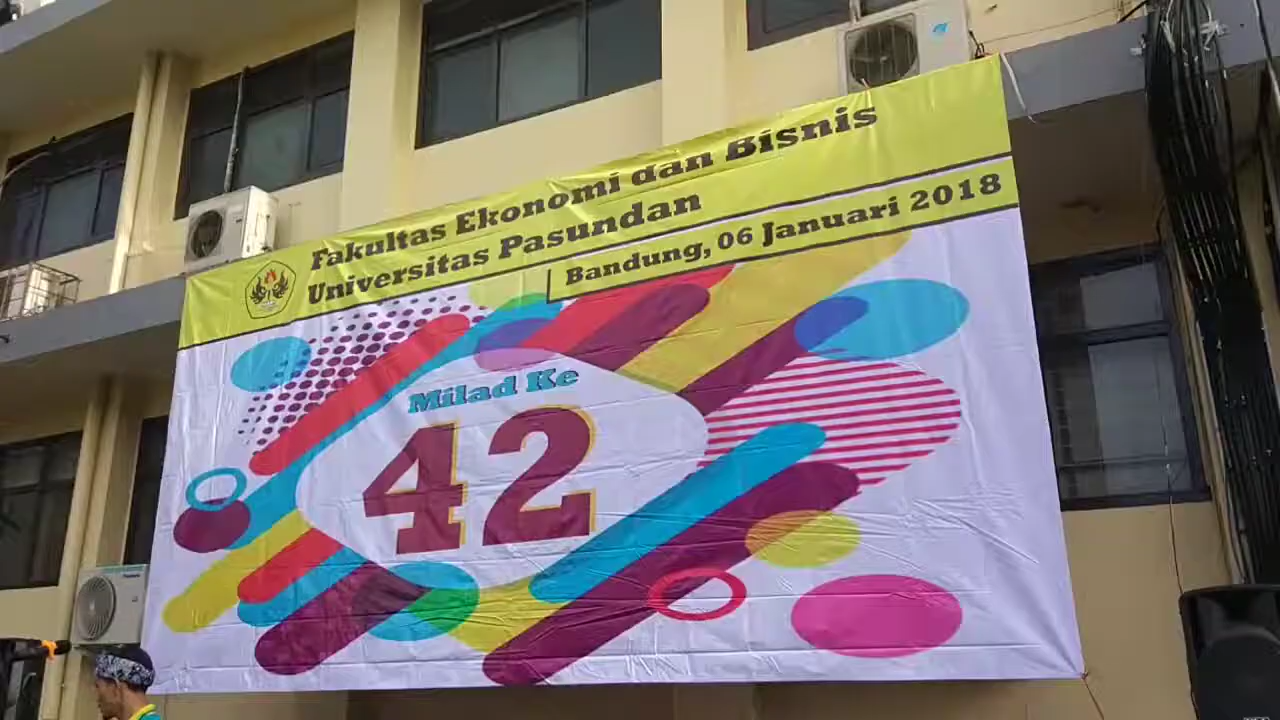 Fakultas Ekonomi dan Bisnis
Universitas Pasundan
Bandung, 06 Januari 2018
Milad Ke
42